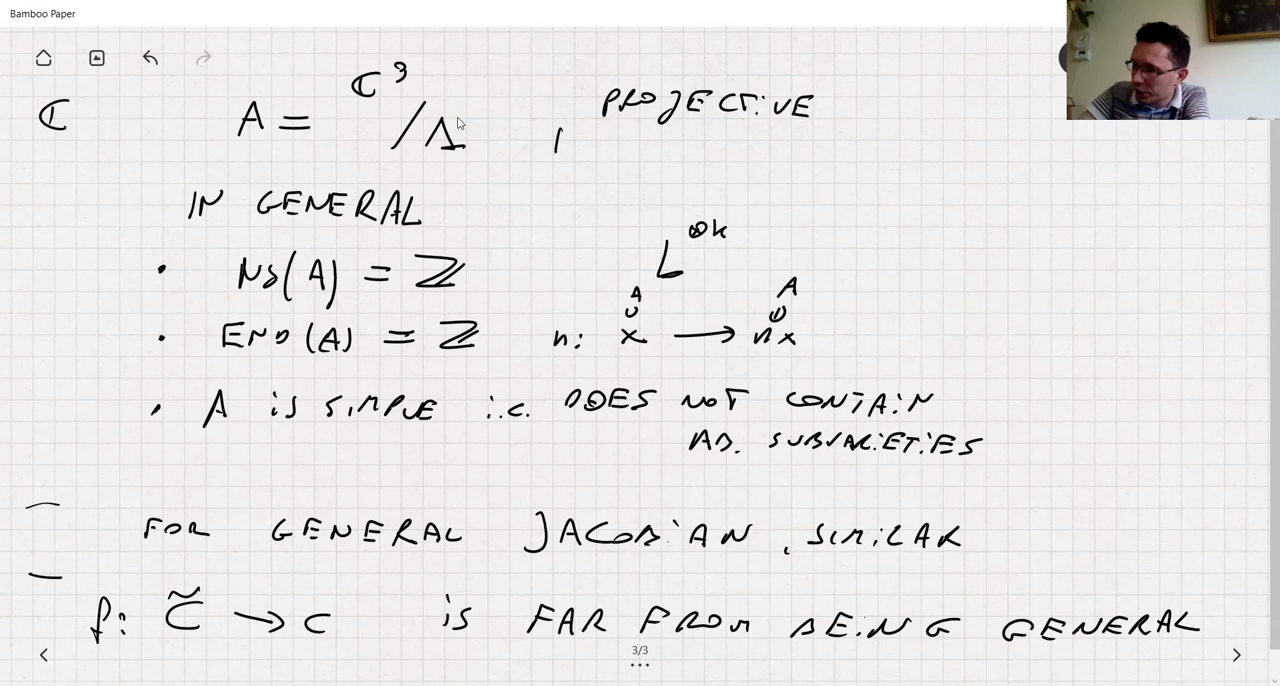 Bamboo Paper
ℂ A = ℂ^g / Λ , PROJECTIVE
IN GENERAL
L^⊗k
• NS(A) = ℤ
A A
∪ ∪
• END(A) = ℤ n: x → nx
• A is SIMPLE i.e. DOES NOT CONTAIN
AB. SUBVARiETiES
FOR GENERAL JACOBiAN, SiMiLAR
f: C̃ → C is FAR FROM BEiNG GENERAL
3/3